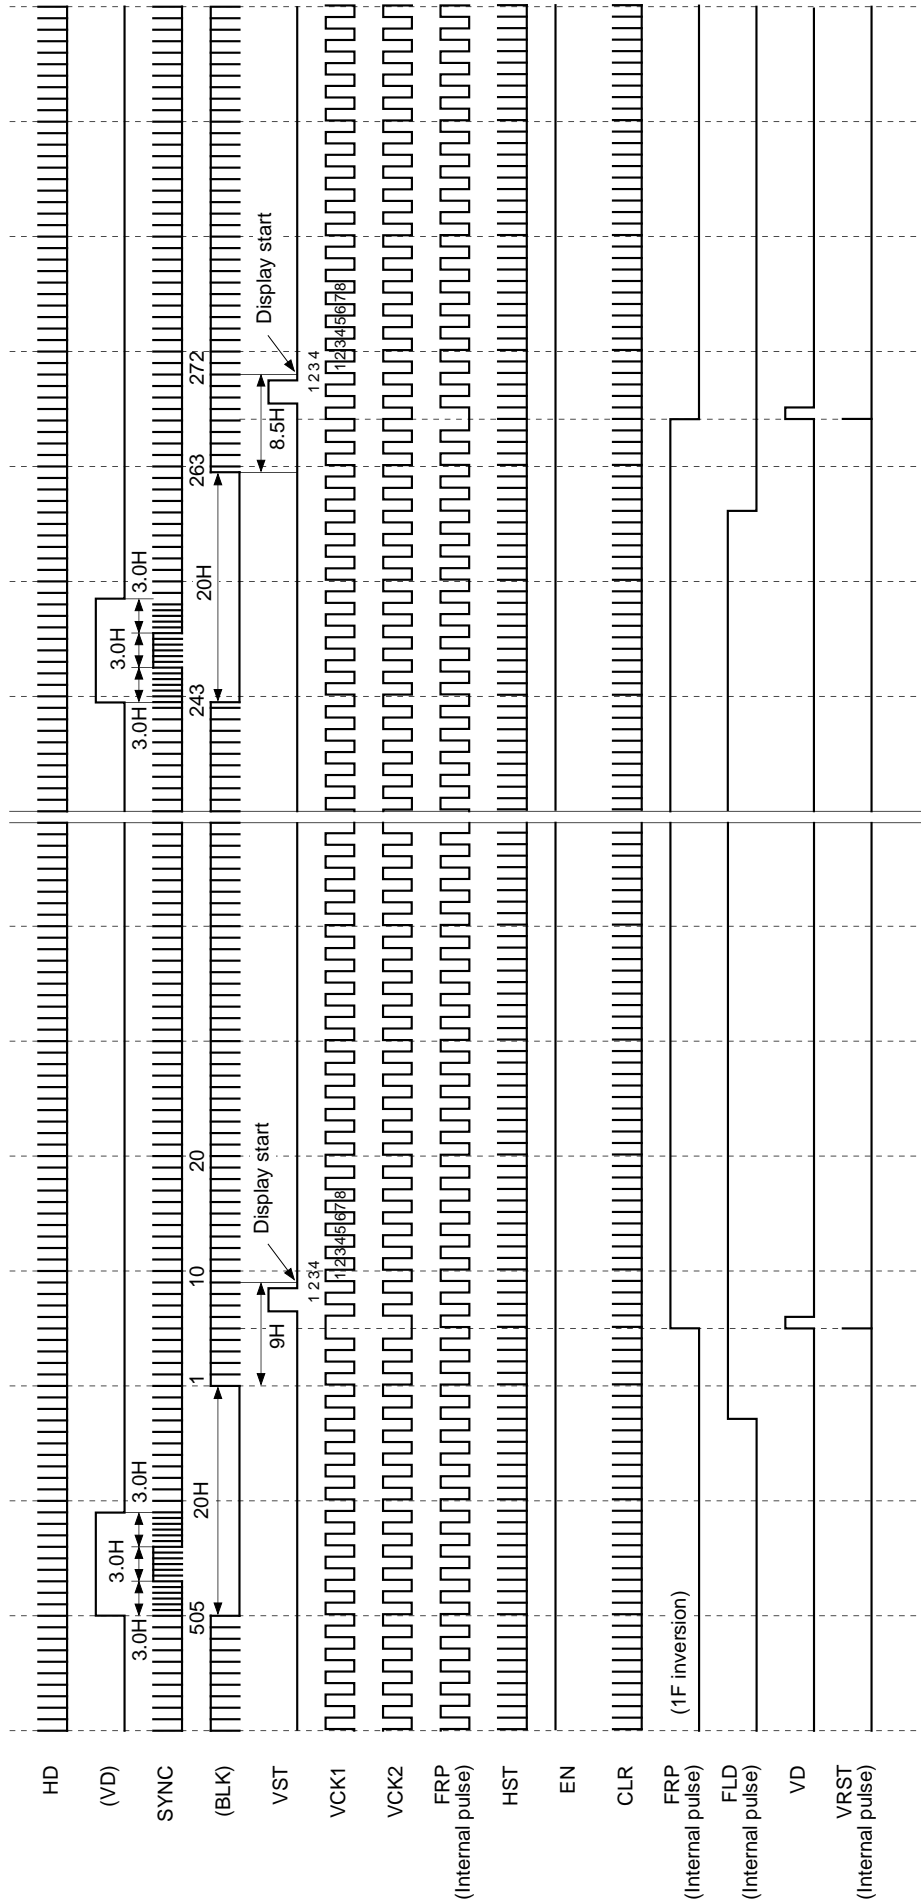 HD
(VD)
3.0H
3.0H
3.0H
3.0H
3.0H
3.0H
SYNC
505
1
10
20
243
263
272
(BLK)
20H
20H
VST
9H
Display start
8.5H
Display start
1 2 3 4
1 2 3 4
VCK1
1 2 3 4 5 6 7 8
1 2 3 4 5 6 7 8
VCK2
FRP
(Internal pulse)
HST
EN
CLR
FRP
(Internal pulse)
(1F inversion)
FLD
(Internal pulse)
VD
VRST
(Internal pulse)